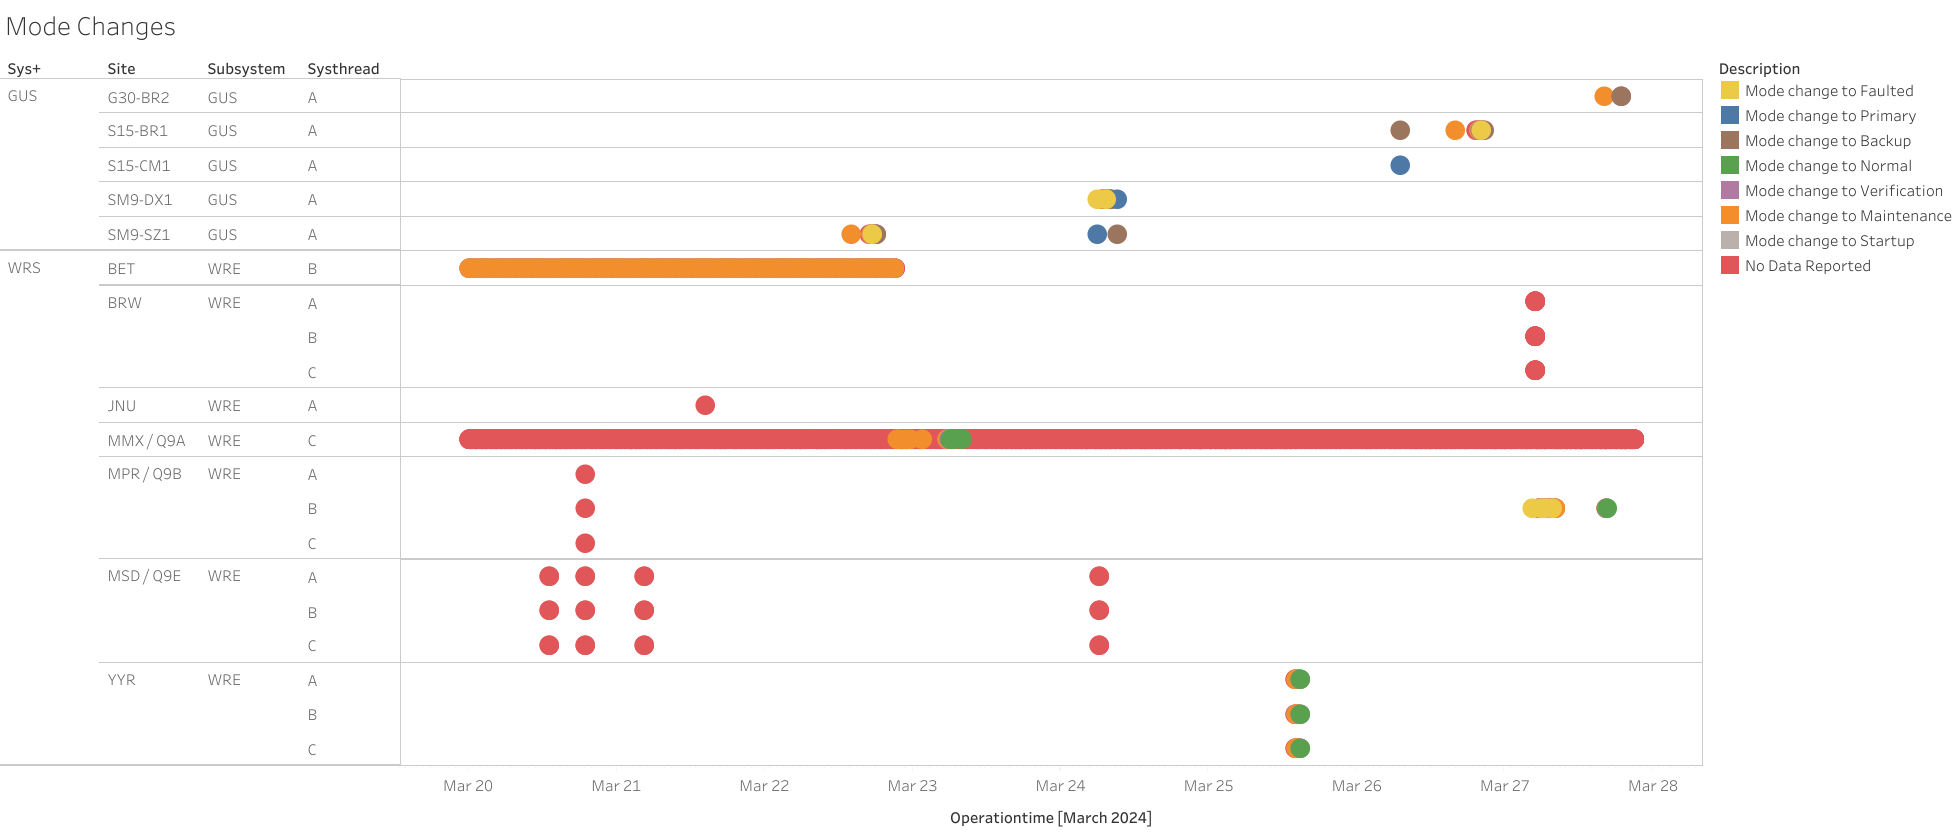 Mode Changes
Sys+ Site Subsystem Systhread
GUS G30-BR2 GUS A
S15-BR1 GUS A
S15-CM1 GUS A
SM9-DX1 GUS A
SM9-SZ1 GUS A
WRS BET WRE B
BRW WRE A
B
C
JNU WRE A
MMX / Q9A WRE C
MPR / Q9B WRE A
B
C
MSD / Q9E WRE A
B
C
YYR WRE A
B
C
Mar 20 Mar 21 Mar 22 Mar 23 Mar 24 Mar 25 Mar 26 Mar 27 Mar 28
Operationtime [March 2024]
Description
Mode change to Faulted
Mode change to Primary
Mode change to Backup
Mode change to Normal
Mode change to Verification
Mode change to Maintenance
Mode change to Startup
No Data Reported